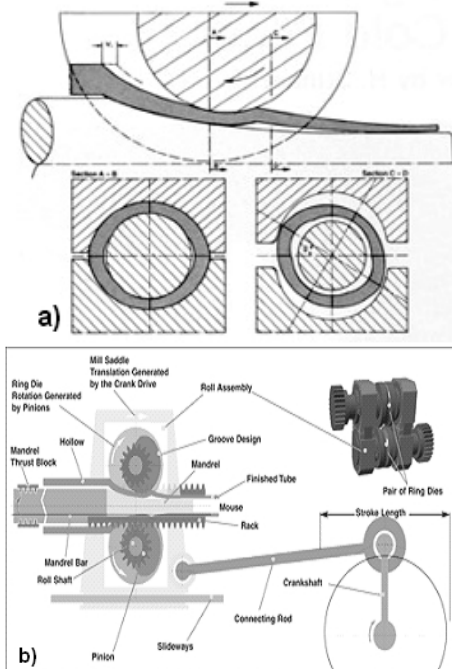 A
C
Section A - B
Section C - D
a)
Mill Saddle
Translation Generated
by the Crank Drive
Ring Die
Rotation Generated
by Pinions
Roll Assembly
Hollow
Groove Design
Mandrel
Thrust Block
Mandrel
Pair of Ring Dies
Finished Tube
Mouse
Stroke Length
Rack
Mandrel Bar
Roll Shaft
Crankshaft
Connecting Rod
Pinion
Slideways
b)